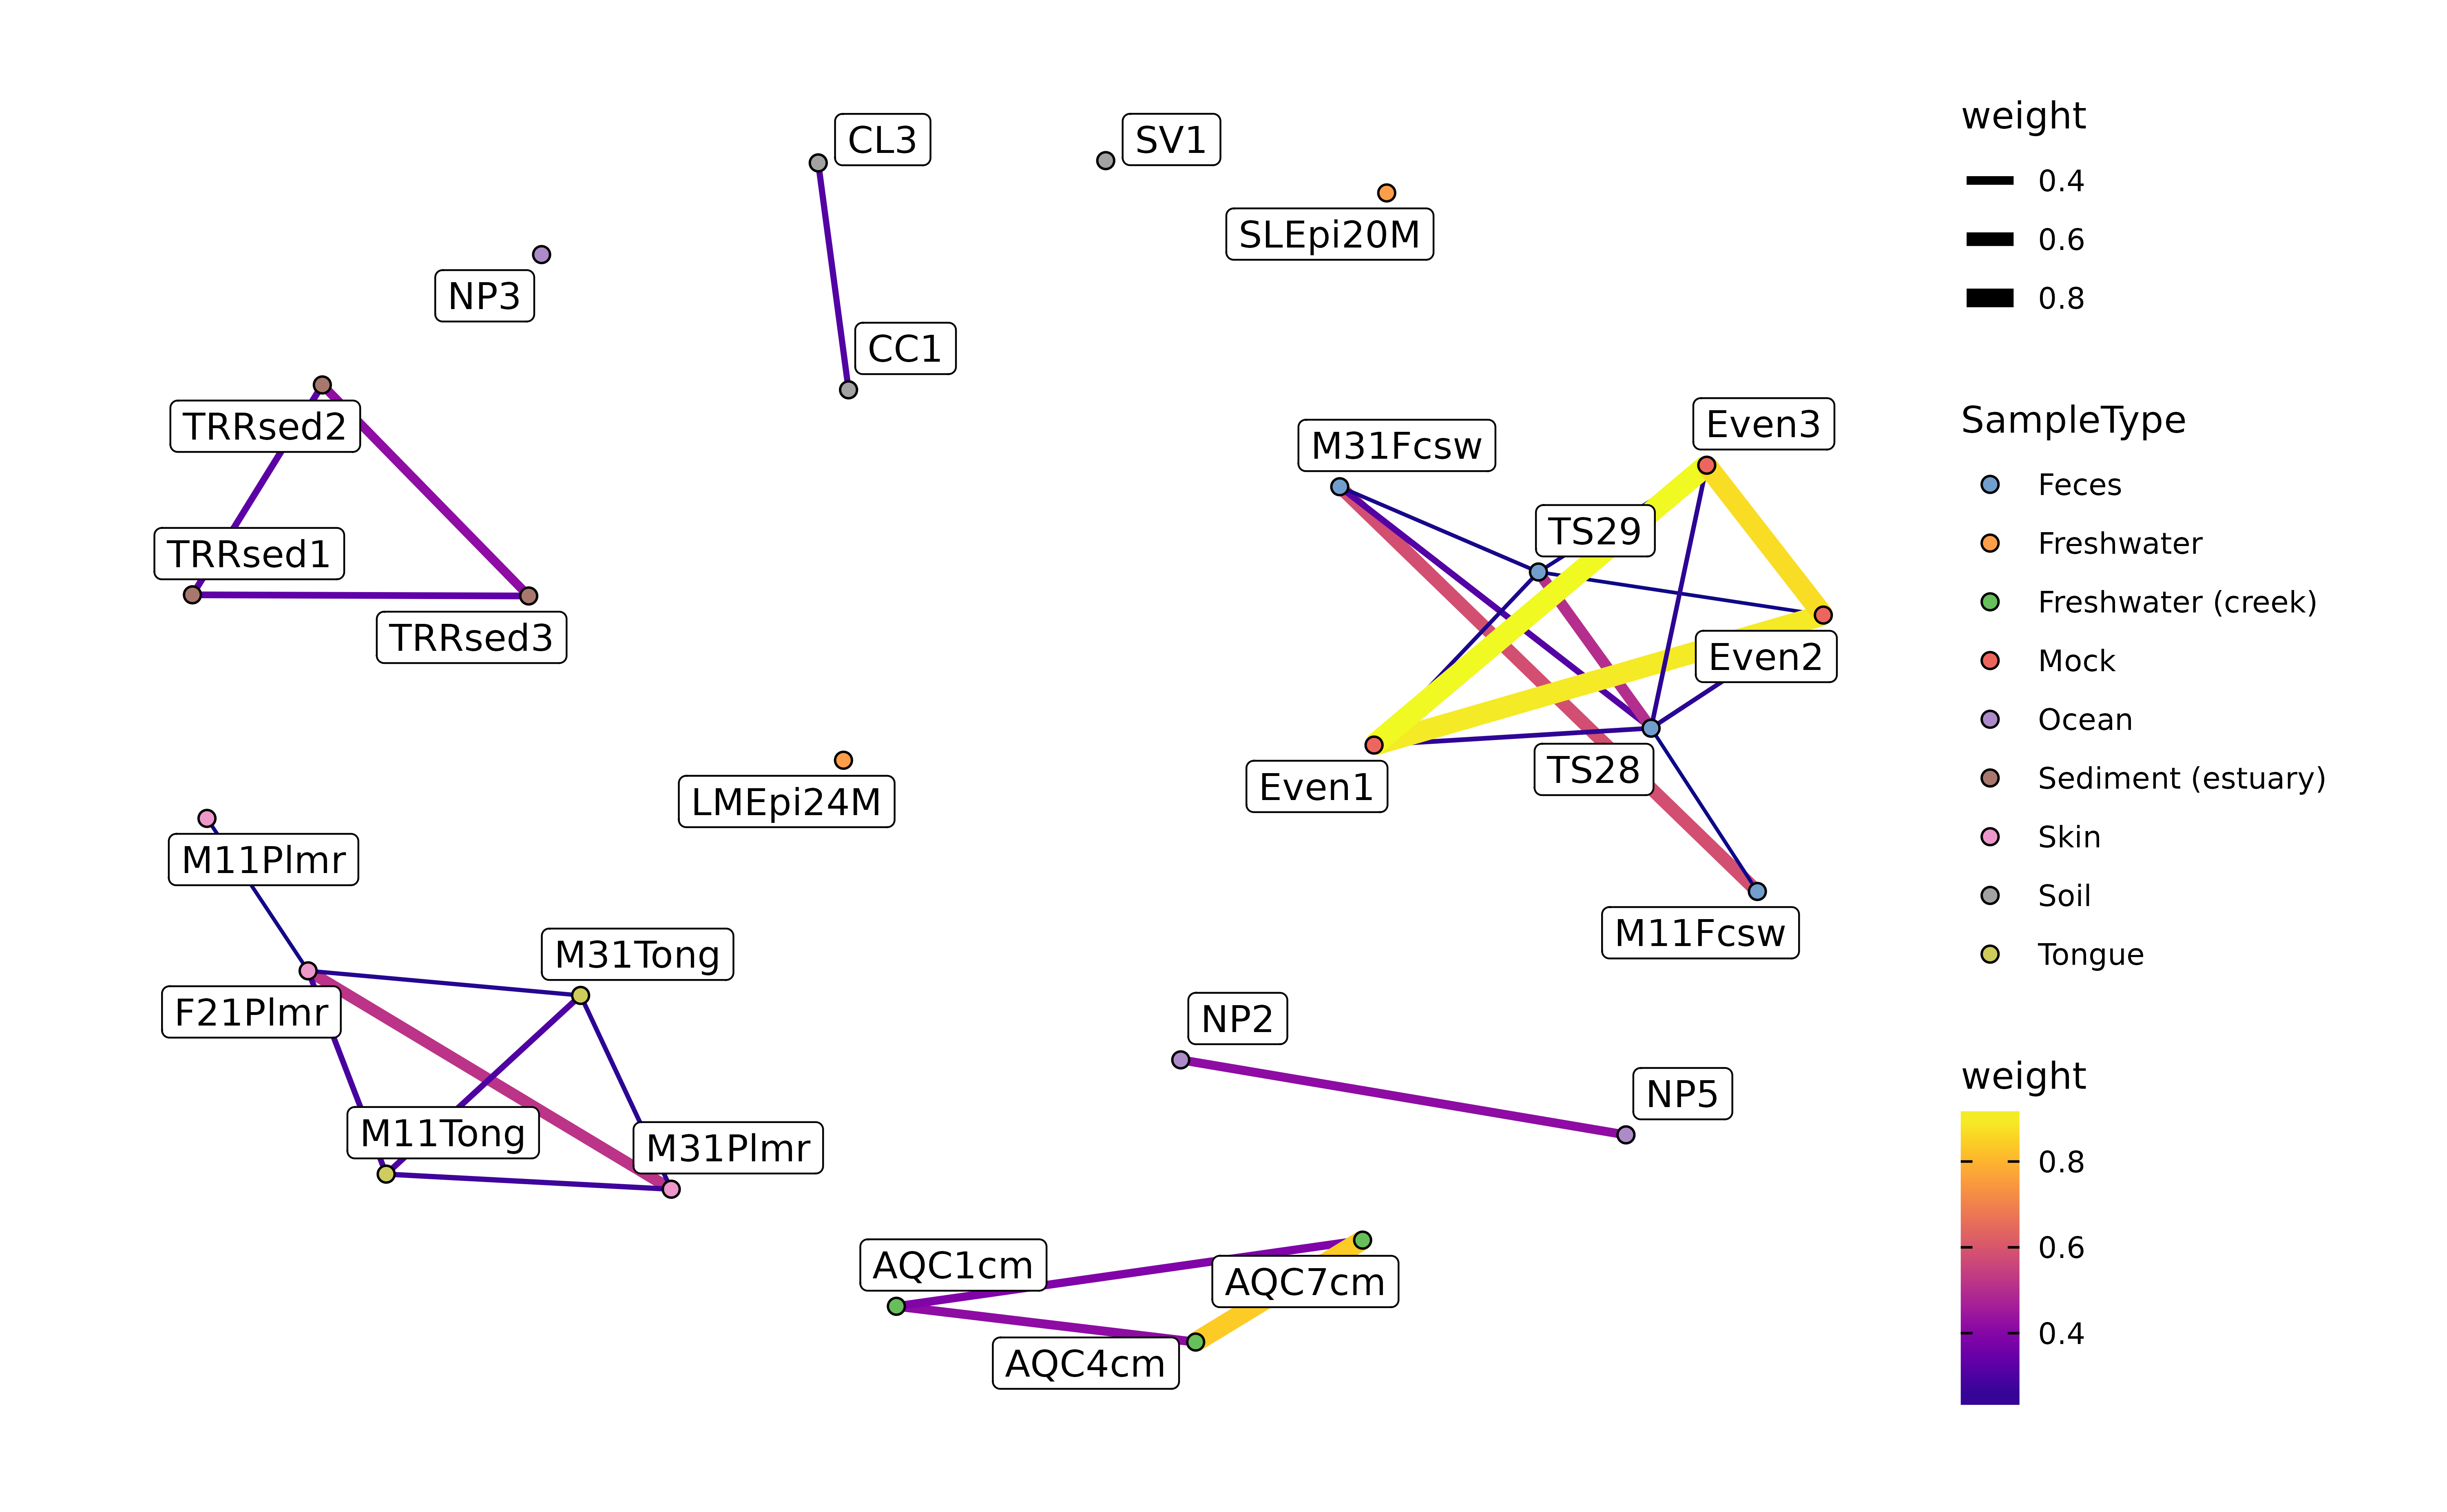 CL3
SV1
SLEpi20M
NP3
CC1
TRRsed2
M31Fcsw
Even3
TS29
TRRsed1
TRRsed3
Even2
TS28
Even1
LMEpi24M
M11Plmr
M11Fcsw
M31Tong
F21Plmr
NP2
NP5
M11Tong
M31Plmr
AQC1cm
AQC7cm
AQC4cm
weight
0.4
0.6
0.8
SampleType
Feces
Freshwater
Freshwater (creek)
Mock
Ocean
Sediment (estuary)
Skin
Soil
Tongue
weight
0.8
0.6
0.4